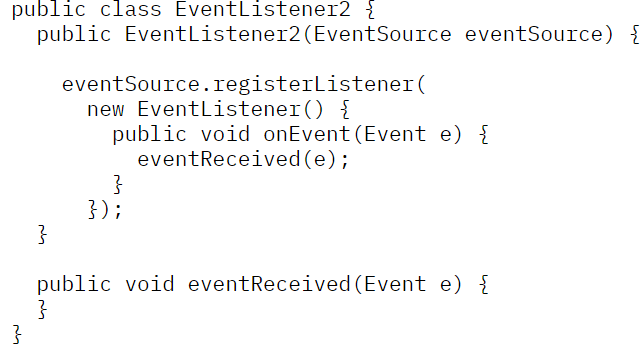 public class EventListener2 {
  public EventListener2(EventSource eventSource) {

    eventSource.registerListener(
      new EventListener() {
        public void onEvent(Event e) {
          eventReceived(e);
        }
      });
  }

  public void eventReceived(Event e) {
  }
}